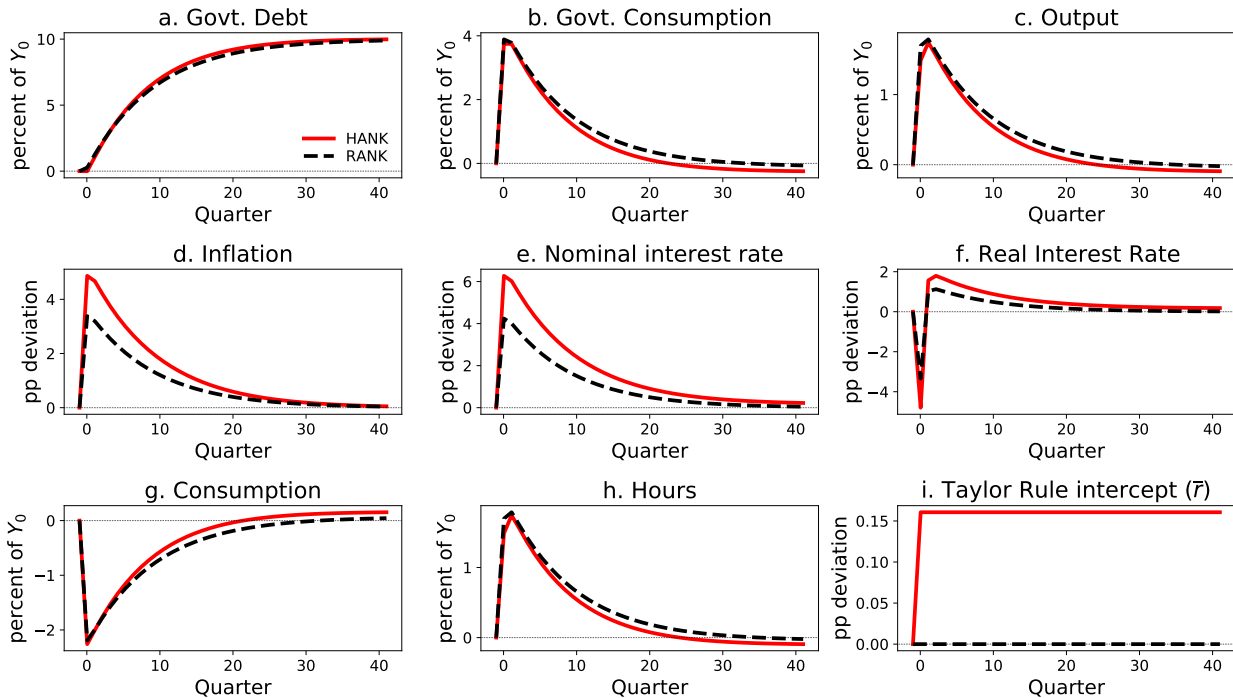 a. Govt. Debt
percent of Y0
10
5
0
HANK
RANK
0 10 20 30 40
Quarter
b. Govt. Consumption
percent of Y0
4
2
0
0 10 20 30 40
Quarter
c. Output
percent of Y0
1
0
0 10 20 30 40
Quarter
d. Inflation
pp deviation
4
2
0
0 10 20 30 40
Quarter
e. Nominal interest rate
pp deviation
6
4
2
0
0 10 20 30 40
Quarter
f. Real Interest Rate
pp deviation
2
0
−2
−4
0 10 20 30 40
Quarter
g. Consumption
percent of Y0
0
−1
−2
0 10 20 30 40
Quarter
h. Hours
percent of Y0
1
0
0 10 20 30 40
Quarter
i. Taylor Rule intercept (r̄)
pp deviation
0.15
0.10
0.05
0.00
0 10 20 30 40
Quarter